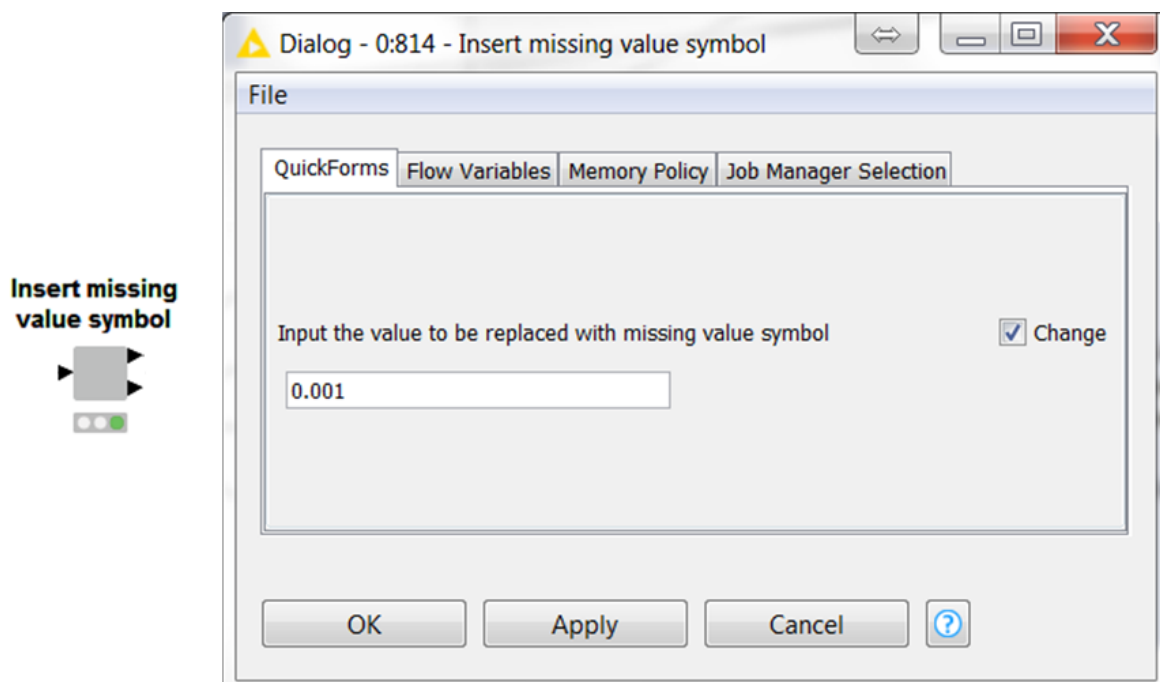 Dialog - 0:814 - Insert missing value symbol
File
QuickForms
Flow Variables
Memory Policy
Job Manager Selection
Insert missing
value symbol
Input the value to be replaced with missing value symbol
Change
0.001
OK
Apply
Cancel
?